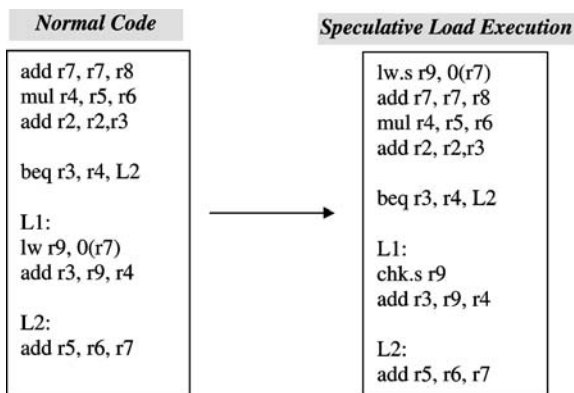 Normal Code
add r7, r7, r8
mul r4, r5, r6
add r2, r2,r3
beq r3, r4, L2
L1:
lw r9, 0(r7)
add r3, r9, r4
L2:
add r5, r6, r7
Speculative Load Execution
lw.s r9, 0(r7)
add r7, r7, r8
mul r4, r5, r6
add r2, r2,r3
beq r3, r4, L2
L1:
chk.s r9
add r3, r9, r4
L2:
add r5, r6, r7